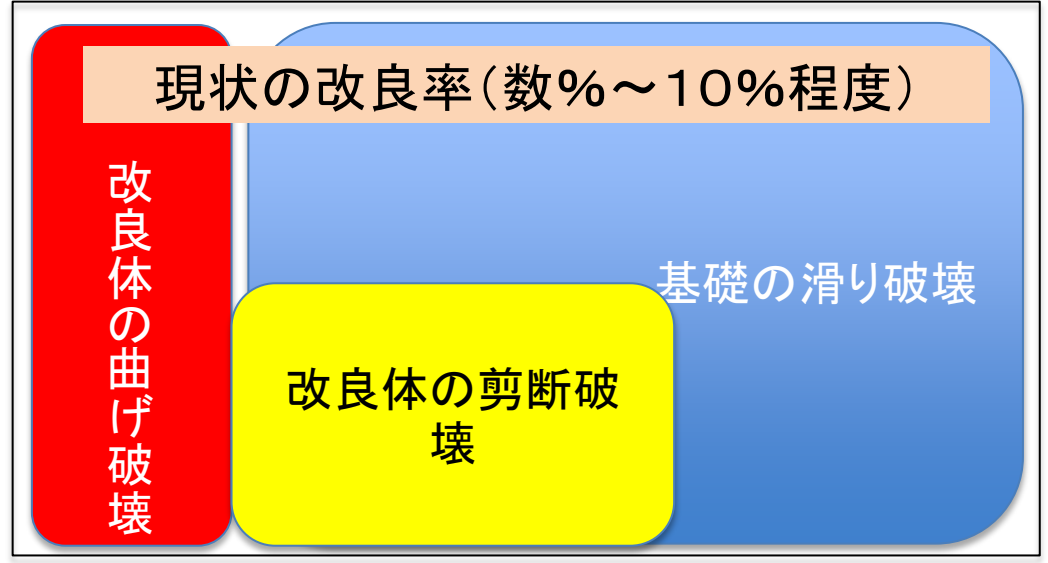 現状の改良率（数％～１０％程度）
改良体の曲げ破壊
基礎の滑り破壊
改良体の剪断破
壊